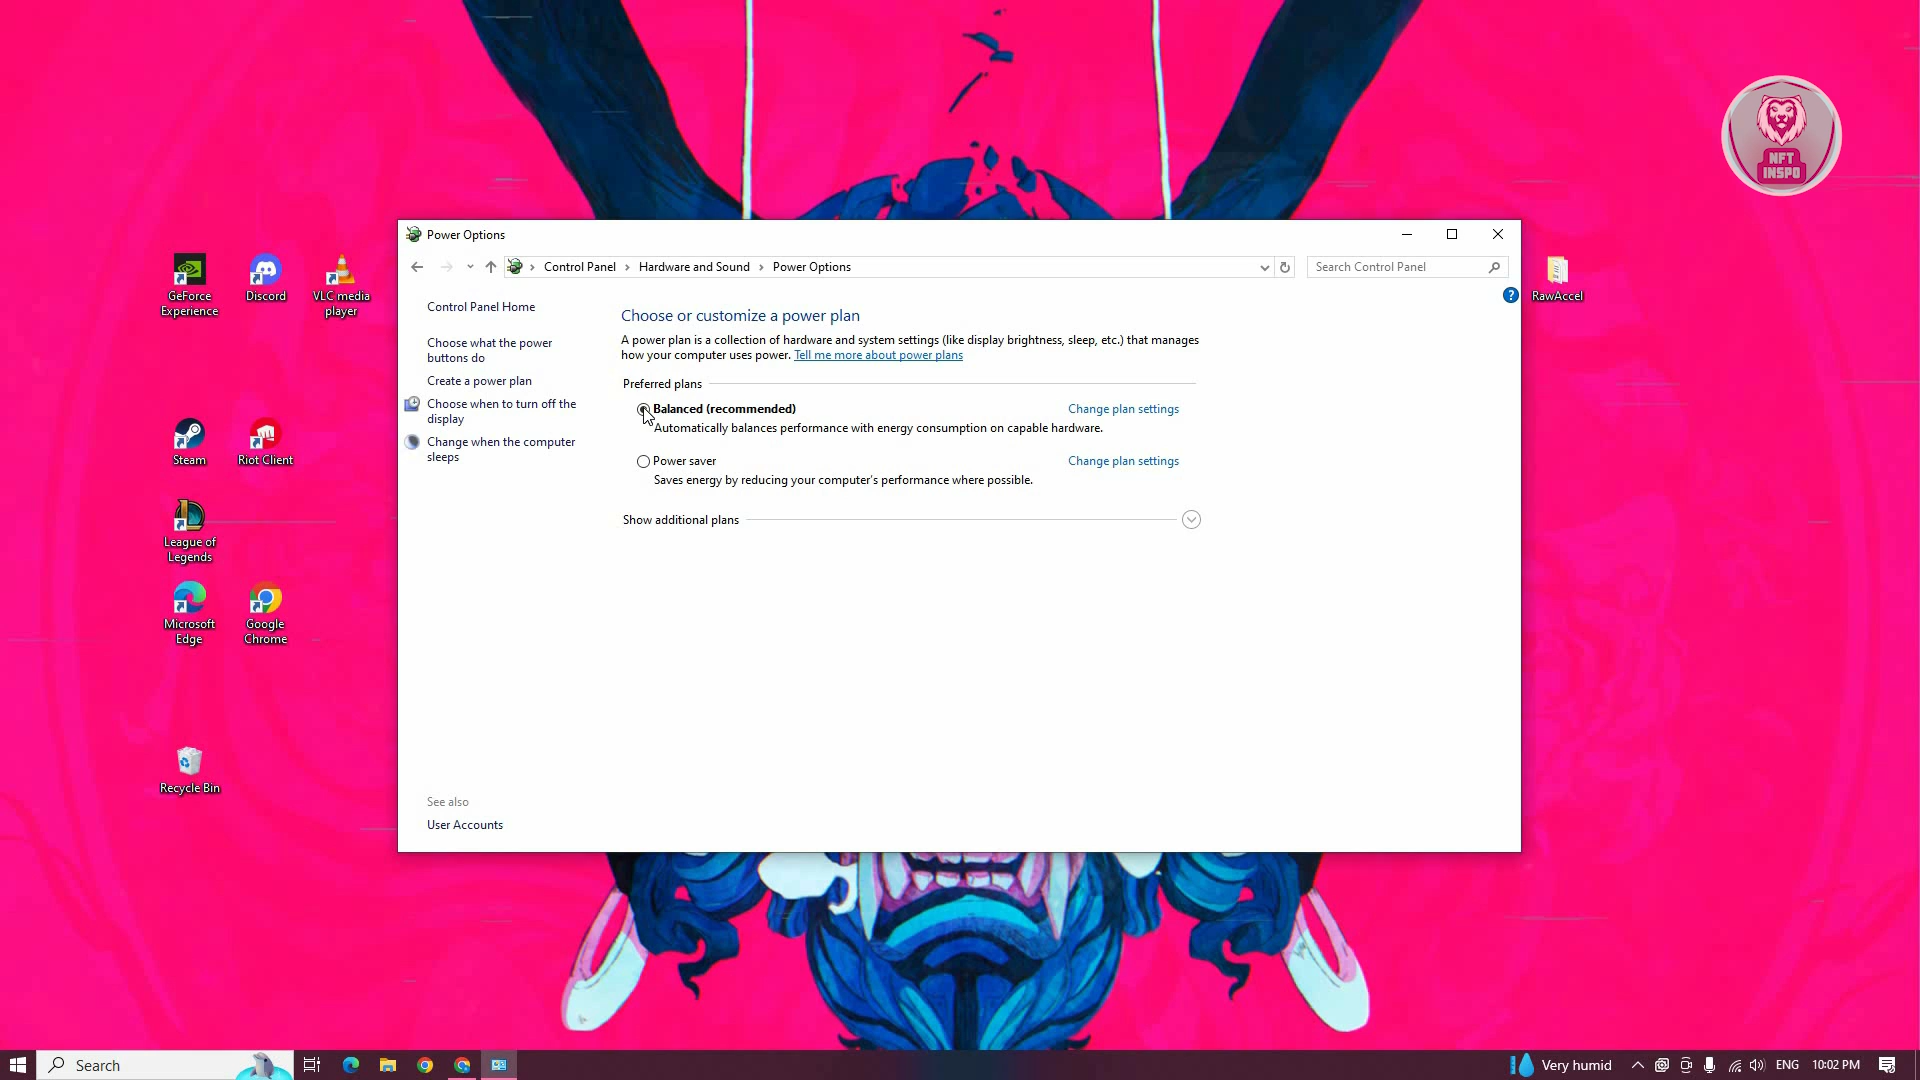 NFT
INSPO
Power Options
Control Panel > Hardware and Sound > Power Options
Search Control Panel
GeForce
Experience
Discord
VLC media
player
RawAccel
Control Panel Home
Choose what the power
buttons do
Create a power plan
Choose when to turn off the
display
Change when the computer
sleeps
?
Choose or customize a power plan
A power plan is a collection of hardware and system settings (like display brightness, sleep, etc.) that manages
how your computer uses power. Tell me more about power plans
Preferred plans
Balanced (recommended)
Change plan settings
Automatically balances performance with energy consumption on capable hardware.
Power saver
Change plan settings
Saves energy by reducing your computer's performance where possible.
Show additional plans
Steam
Riot Client
League of
Legends
Microsoft
Edge
Google
Chrome
Recycle Bin
See also
User Accounts
Search
Very humid
ENG
10:02 PM